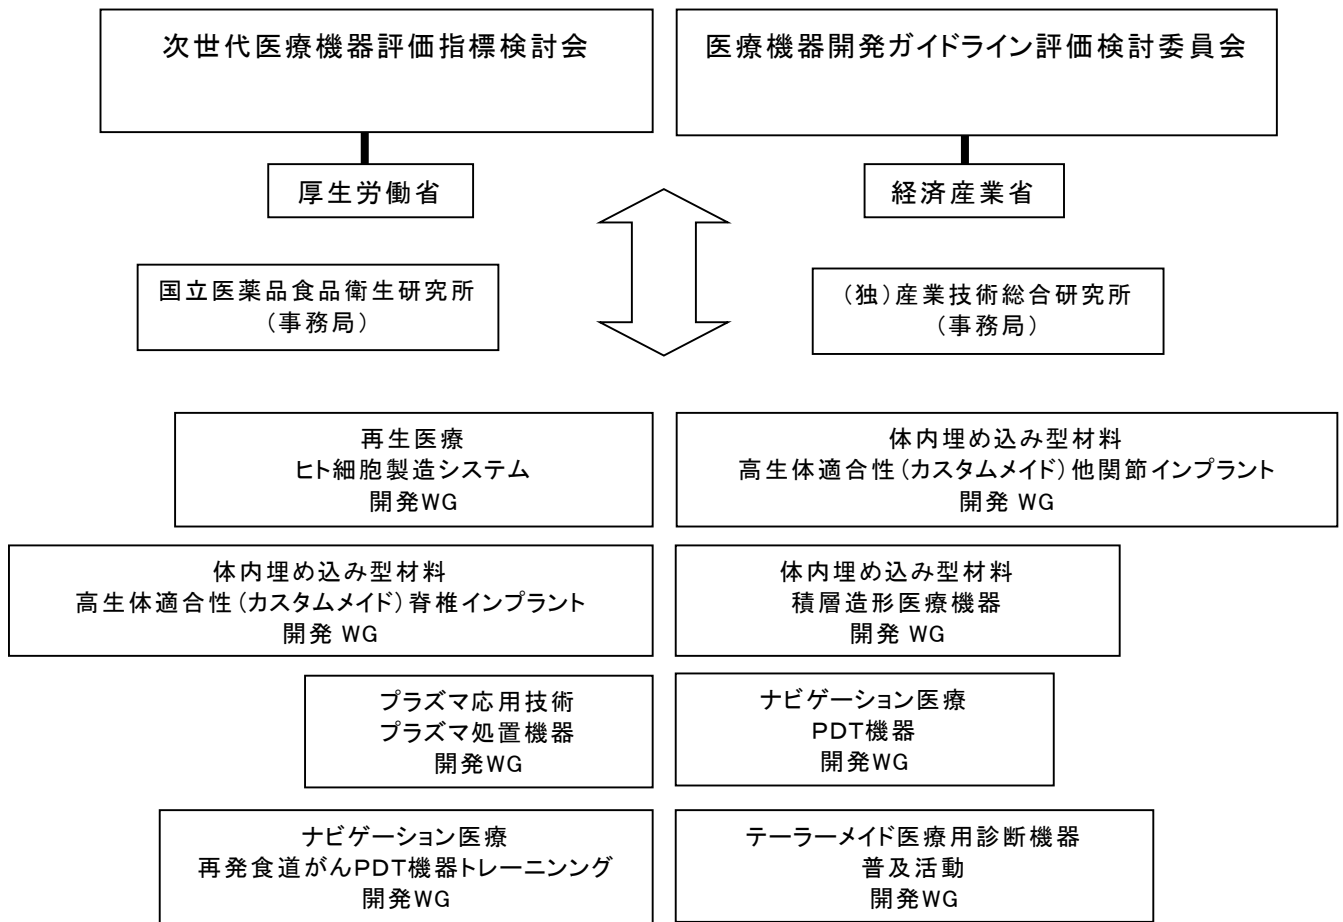 次世代医療機器評価指標検討会
医療機器開発ガイドライン評価検討委員会
厚生労働省
経済産業省
国立医薬品食品衛生研究所
（事務局）
（独）産業技術総合研究所
（事務局）
再生医療
ヒト細胞製造システム
開発WG
体内埋め込み型材料
高生体適合性（カスタムメイド）他関節インプラント
開発 WG
体内埋め込み型材料
高生体適合性（カスタムメイド）脊椎インプラント
開発 WG
体内埋め込み型材料
積層造形医療機器
開発 WG
プラズマ応用技術
プラズマ処置機器
開発WG
ナビゲーション医療
ＰＤＴ機器
開発WG
ナビゲーション医療
再発食道がんＰＤＴ機器トレーニンング
開発WG
テーラーメイド医療用診断機器
普及活動
開発WG